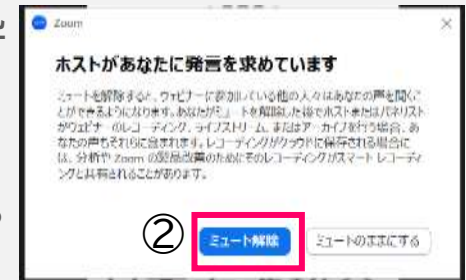 Zoom
ホストがあなたに発言を求めています
ミュートを解除すると、ウェビナーに参加している他の人々はあなたの声を聞くこ
とができるようになります。あなたがミュートを解除した後でホストまたはパネリスト
がウェビナーのレコーディング、ライブストリーム、またはアーカイブを行う場合、あ
なたの声もそれらに含まれます。レコーディングがクラウドに保存される場合に
は、分析や Zoom の製品改善のためにそのレコーディングがスマート レコーディ
ングと共有されることがあります。
② ミュート解除 ミュートのままにする